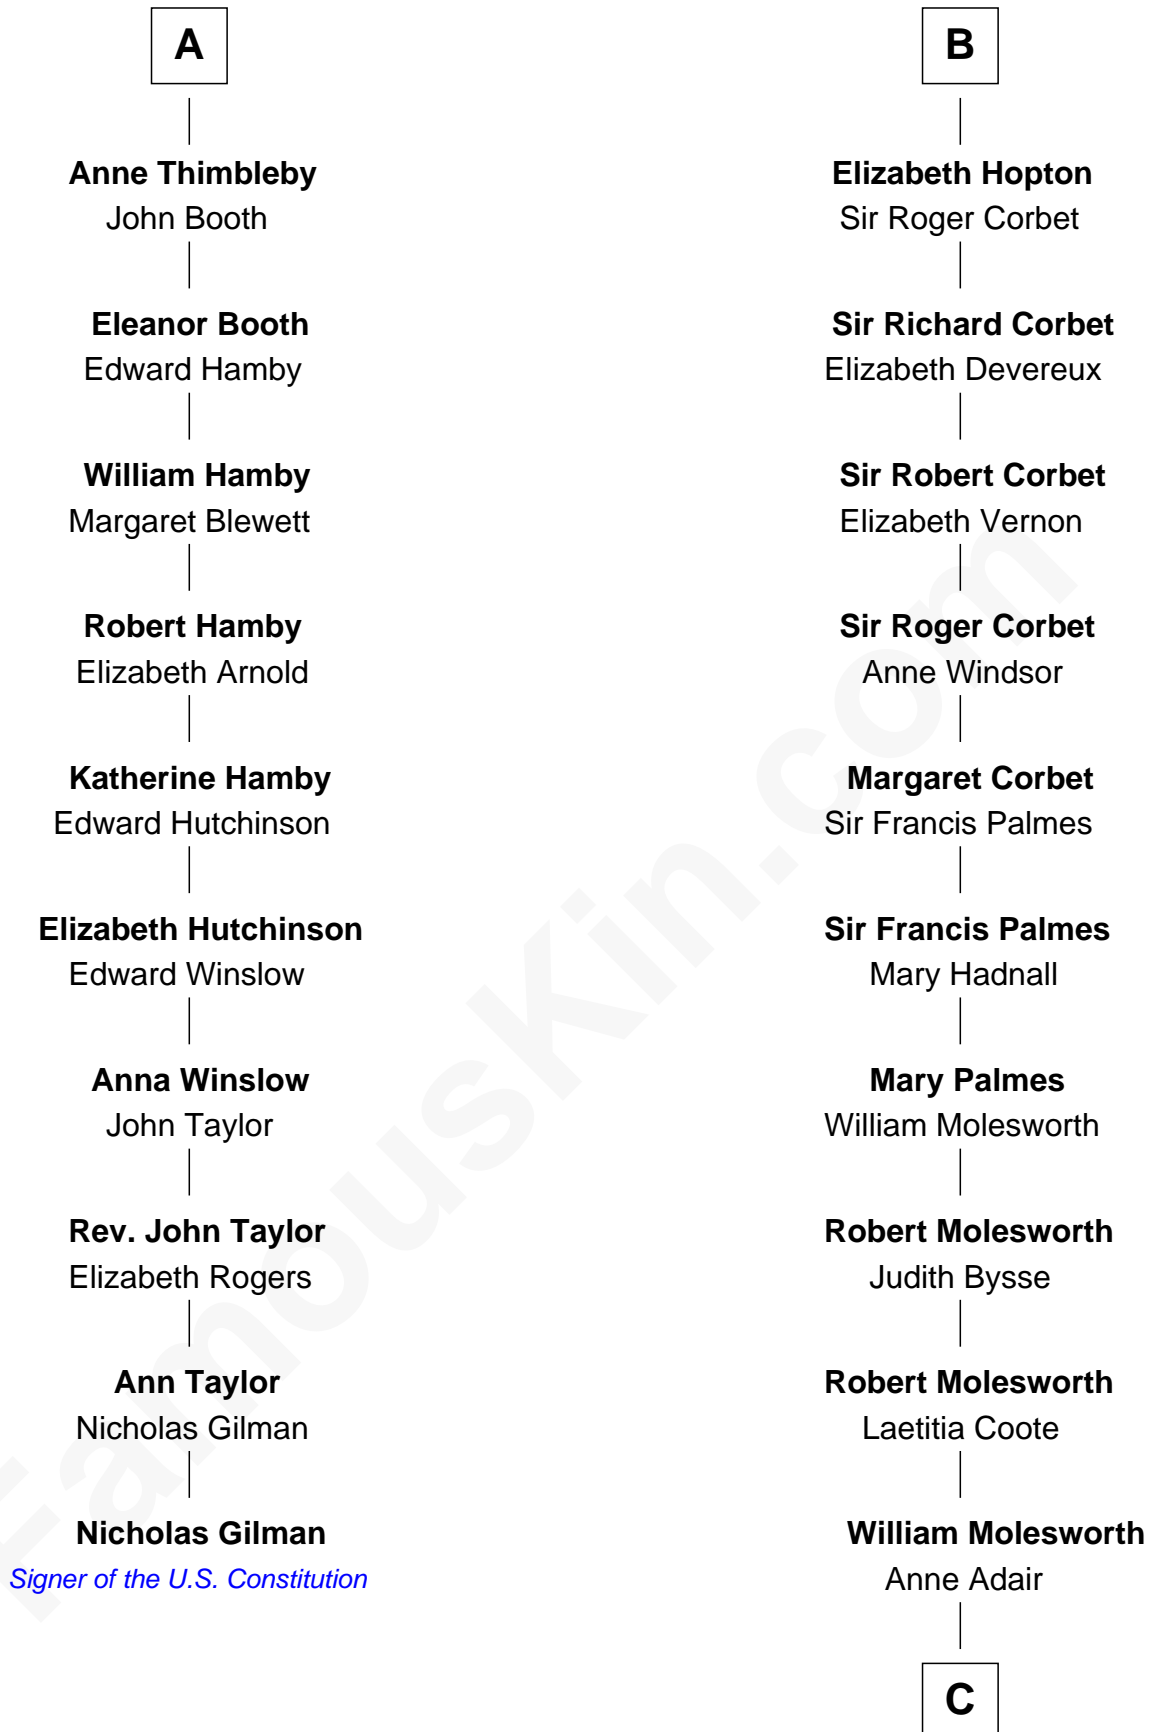 A
Anne Thimbleby
John Booth
Eleanor Booth
Edward Hamby
William Hamby
Margaret Blewett
Robert Hamby
Elizabeth Arnold
Katherine Hamby
Edward Hutchinson
Elizabeth Hutchinson
Edward Winslow
Anna Winslow
John Taylor
Rev. John Taylor
Elizabeth Rogers
Ann Taylor
Nicholas Gilman
Nicholas Gilman
Signer of the U.S. Constitution
B
Elizabeth Hopton
Sir Roger Corbet
Sir Richard Corbet
Elizabeth Devereux
Sir Robert Corbet
Elizabeth Vernon
Sir Roger Corbet
Anne Windsor
Margaret Corbet
Sir Francis Palmes
Sir Francis Palmes
Mary Hadnall
Mary Palmes
William Molesworth
Robert Molesworth
Judith Bysse
Robert Molesworth
Laetitia Coote
William Molesworth
Anne Adair
C
FamousKin.com